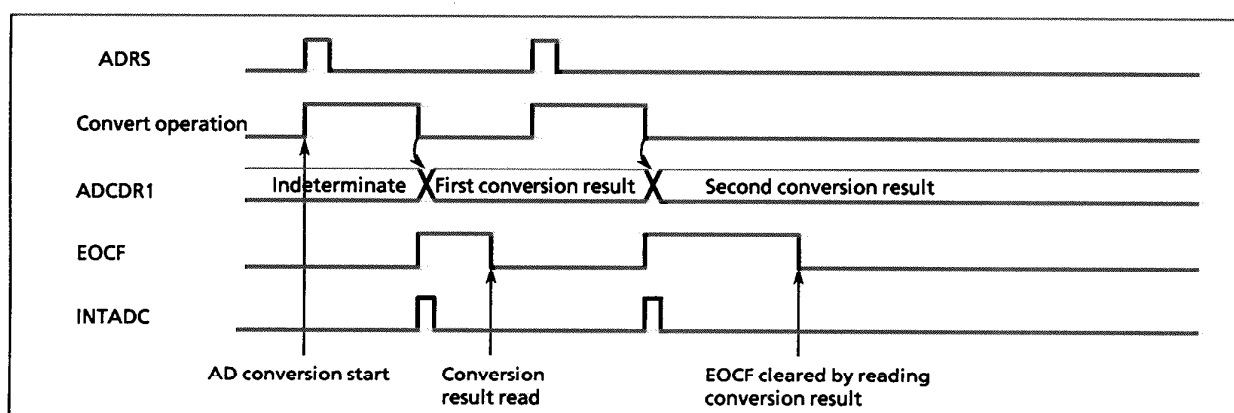 ADRS
Convert operation
ADCDR1
Indeterminate
First conversion result
Second conversion result
EOCF
INTADC
AD conversion start
Conversion
result read
EOCF cleared by reading
conversion result